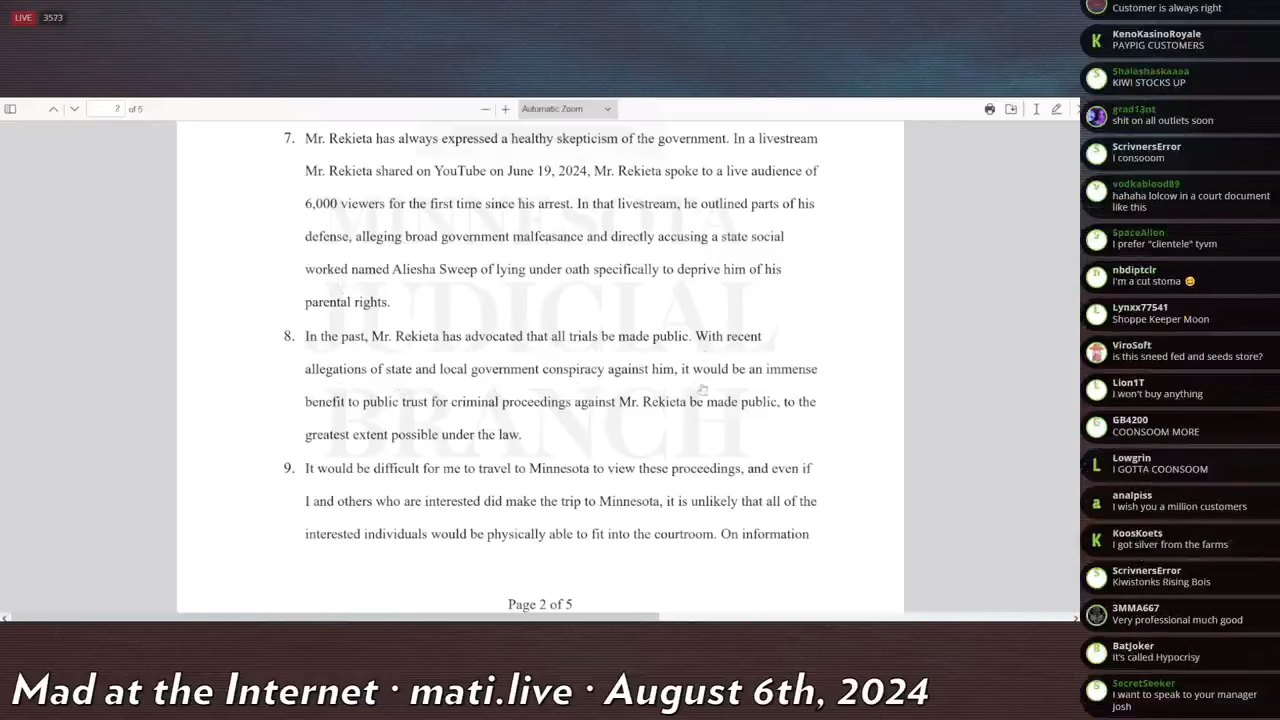 LIVE 3573
2 of 5
Automatic Zoom
7. Mr. Rekieta has always expressed a healthy skepticism of the government. In a livestream
Mr. Rekieta shared on YouTube on June 19, 2024, Mr. Rekieta spoke to a live audience of
6,000 viewers for the first time since his arrest. In that livestream, he outlined parts of his
defense, alleging broad government malfeasance and directly accusing a state social
worked named Aliesha Sweep of lying under oath specifically to deprive him of his
parental rights.
8. In the past, Mr. Rekieta has advocated that all trials be made public. With recent
allegations of state and local government conspiracy against him, it would be an immense
benefit to public trust for criminal proceedings against Mr. Rekieta be made public, to the
greatest extent possible under the law.
9. It would be difficult for me to travel to Minnesota to view these proceedings, and even if
I and others who are interested did make the trip to Minnesota, it is unlikely that all of the
interested individuals would be physically able to fit into the courtroom. On information
Page 2 of 5
MINNESOTA
JUDICIAL
BRANCH
Customer is always right
K
KenoKasinoRoyale
PAYPIG CUSTOMERS
Shalashaskaaaa
KIWI STOCKS UP
grad13nt
shit on all outlets soon
ScrivnersError
I consooom
vodkablood89
hahaha lolcow in a court document
like this
SpaceAlien
I prefer "clientele" tyvm
nbdiptclr
I'm a cut stoma 😊
Lynxx77541
Shoppe Keeper Moon
ViroSoft
is this sneed fed and seeds store?
Lion1T
I won't buy anything
GB4200
COONSOOM MORE
L
Lowgrin
I GOTTA COONSOOM
a
analpiss
I wish you a million customers
K
KoosKoets
I got silver from the farms
ScrivnersError
Kiwistonks Rising Bois
3MMA667
Very professional much good
BatJoker
It's called Hypocrisy
SecretSeeker
I want to speak to your manager
Josh
Mad at the Internet · mati.live · August 6th, 2024